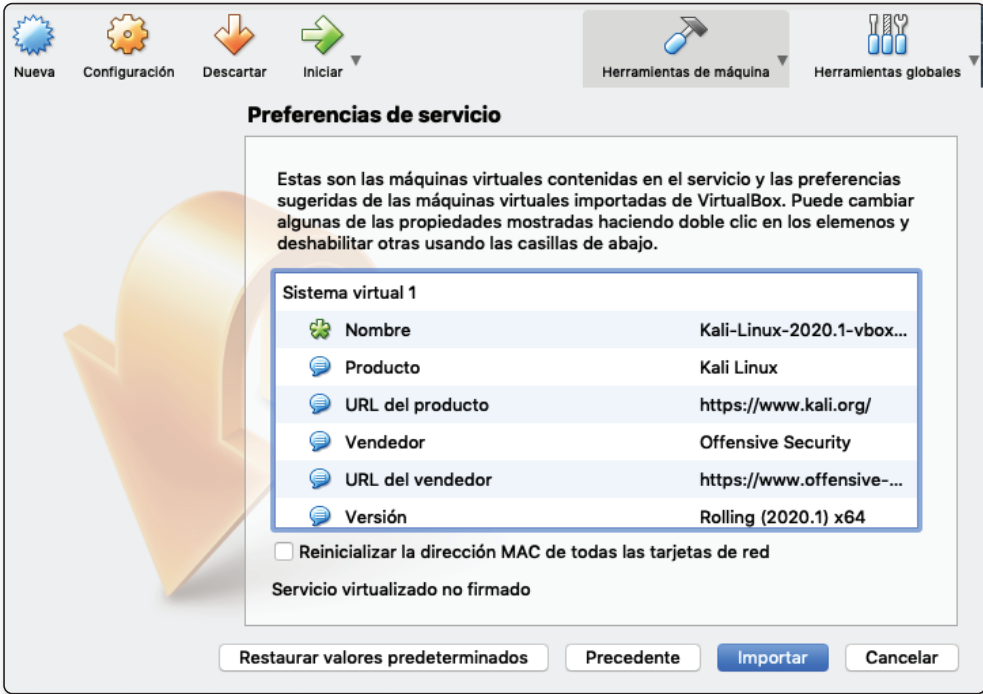 Nueva
Configuración
Descartar
Iniciar
Herramientas de máquina
Herramientas globales
Preferencias de servicio
Estas son las máquinas virtuales contenidas en el servicio y las preferencias
sugeridas de las máquinas virtuales importadas de VirtualBox. Puede cambiar
algunas de las propiedades mostradas haciendo doble clic en los elemenos y
deshabilitar otras usando las casillas de abajo.
Sistema virtual 1
Nombre Kali-Linux-2020.1-vbox...
Producto Kali Linux
URL del producto https://www.kali.org/
Vendedor Offensive Security
URL del vendedor https://www.offensive-...
Versión Rolling (2020.1) x64
Reinicializar la dirección MAC de todas las tarjetas de red
Servicio virtualizado no firmado
Restaurar valores predeterminados
Precedente
Importar
Cancelar